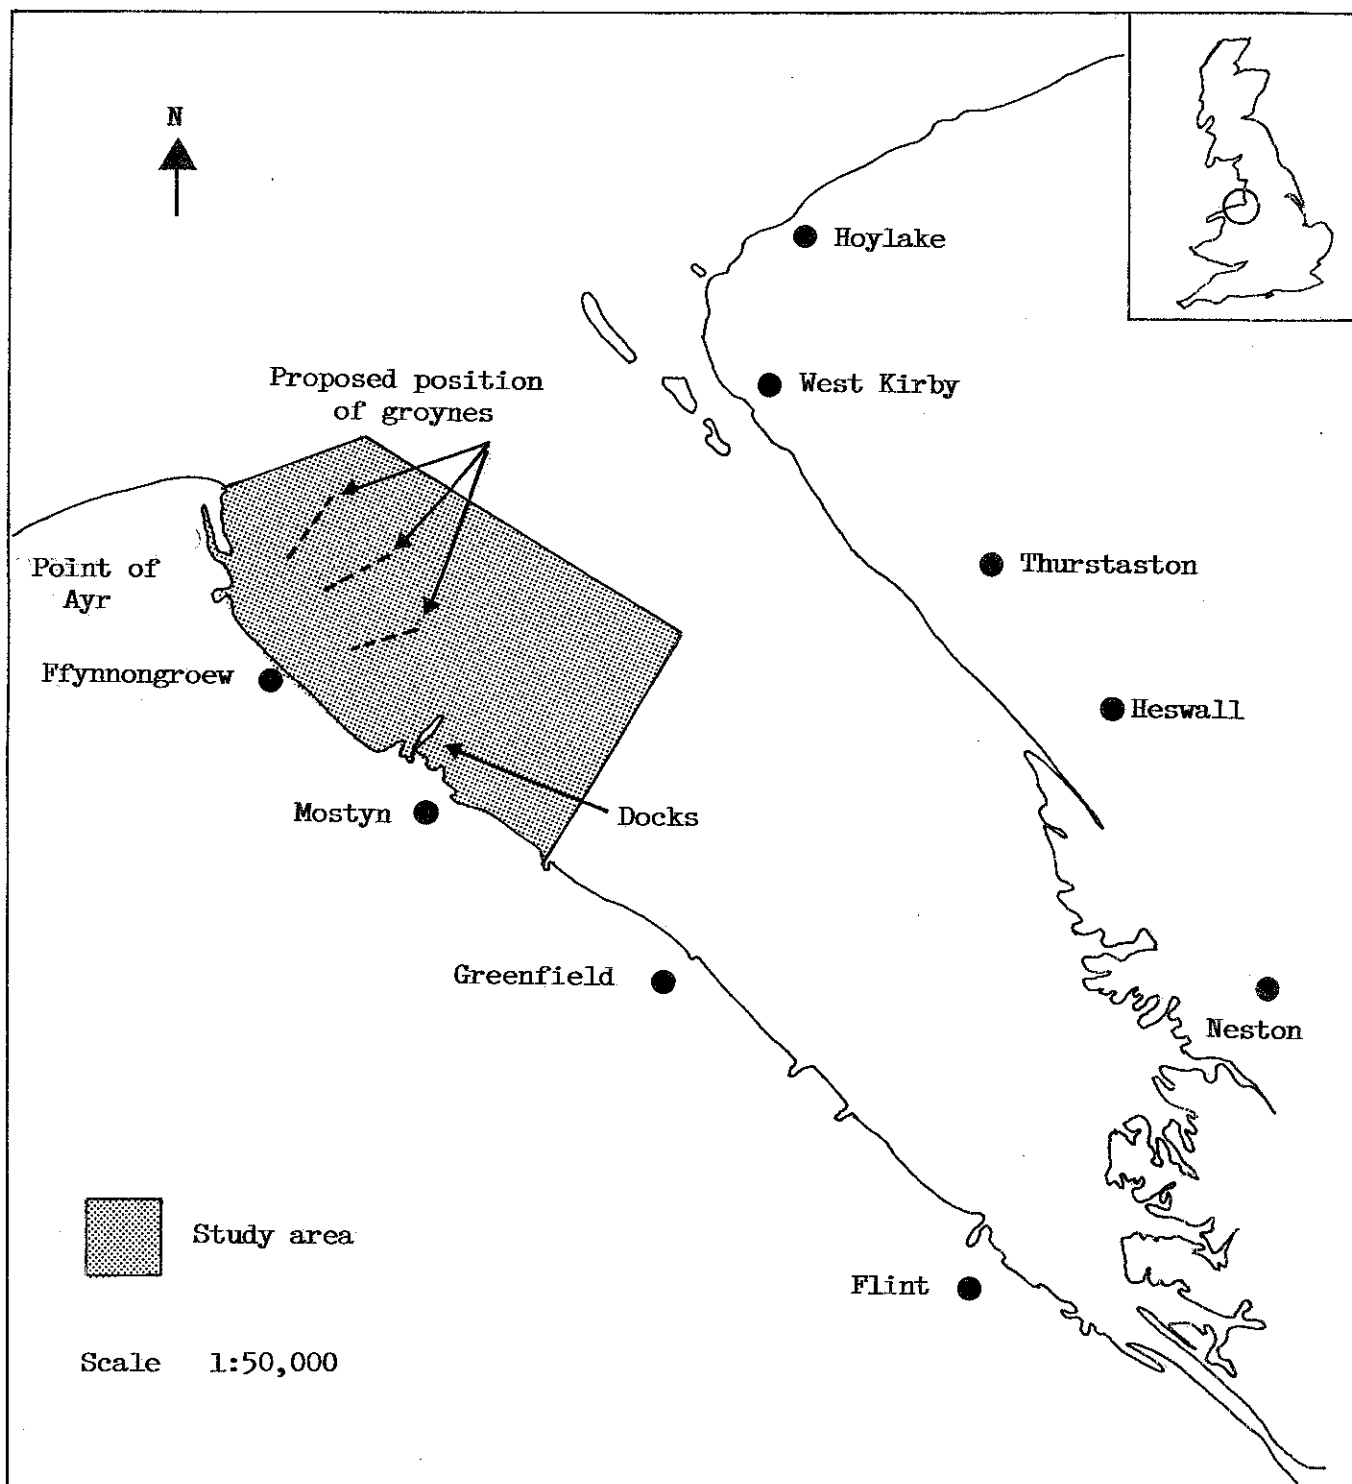 N
Hoylake
West Kirby
Proposed position
of groynes
Point of
Ayr
Thurstaston
Ffynnongroew
Heswall
Mostyn
Docks
Greenfield
Neston
Study area
Flint
Scale 1:50,000